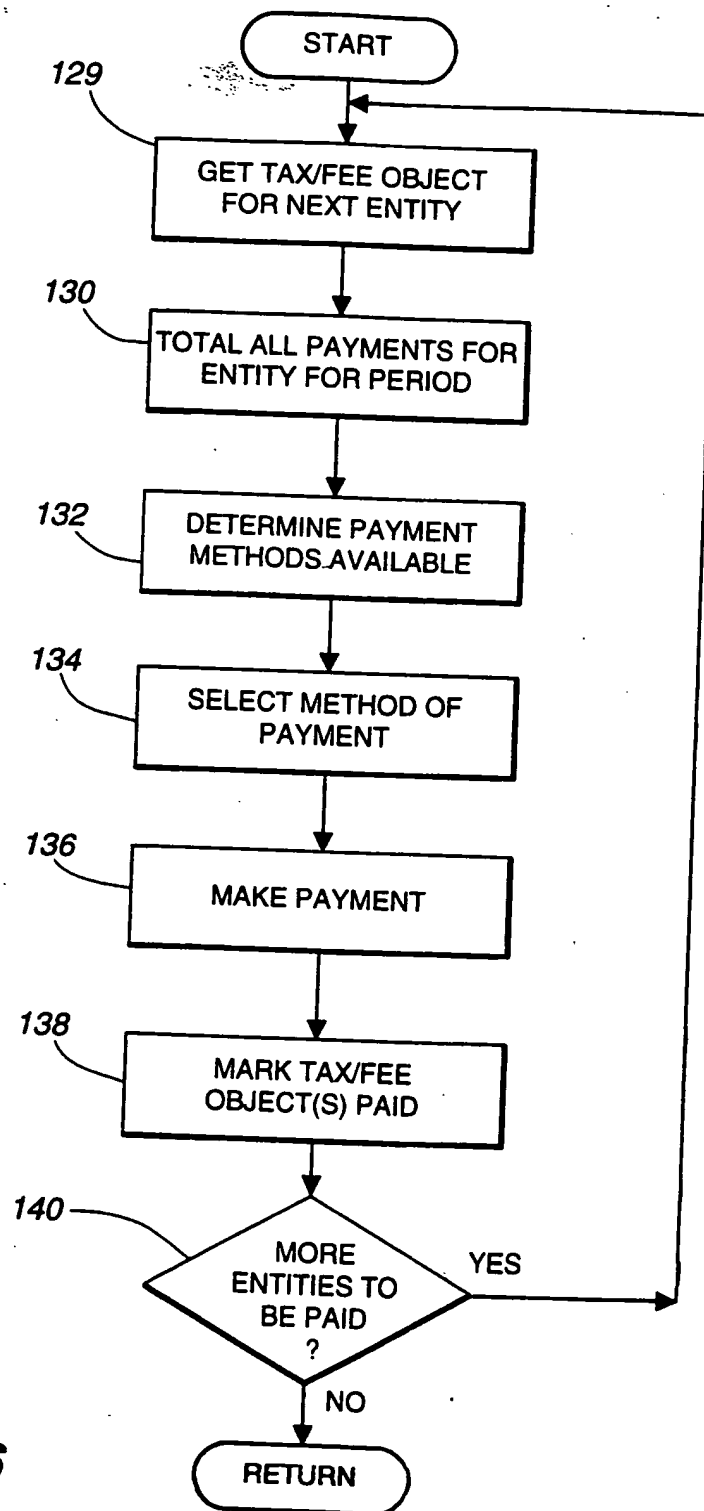 START
129
GET TAX/FEE OBJECT
FOR NEXT ENTITY
130
TOTAL ALL PAYMENTS FOR
ENTITY FOR PERIOD
132
DETERMINE PAYMENT
METHODS AVAILABLE
134
SELECT METHOD OF
PAYMENT
136
MAKE PAYMENT
138
MARK TAX/FEE
OBJECT(S) PAID
140
MORE
ENTITIES TO
BE PAID
?
YES
NO
RETURN